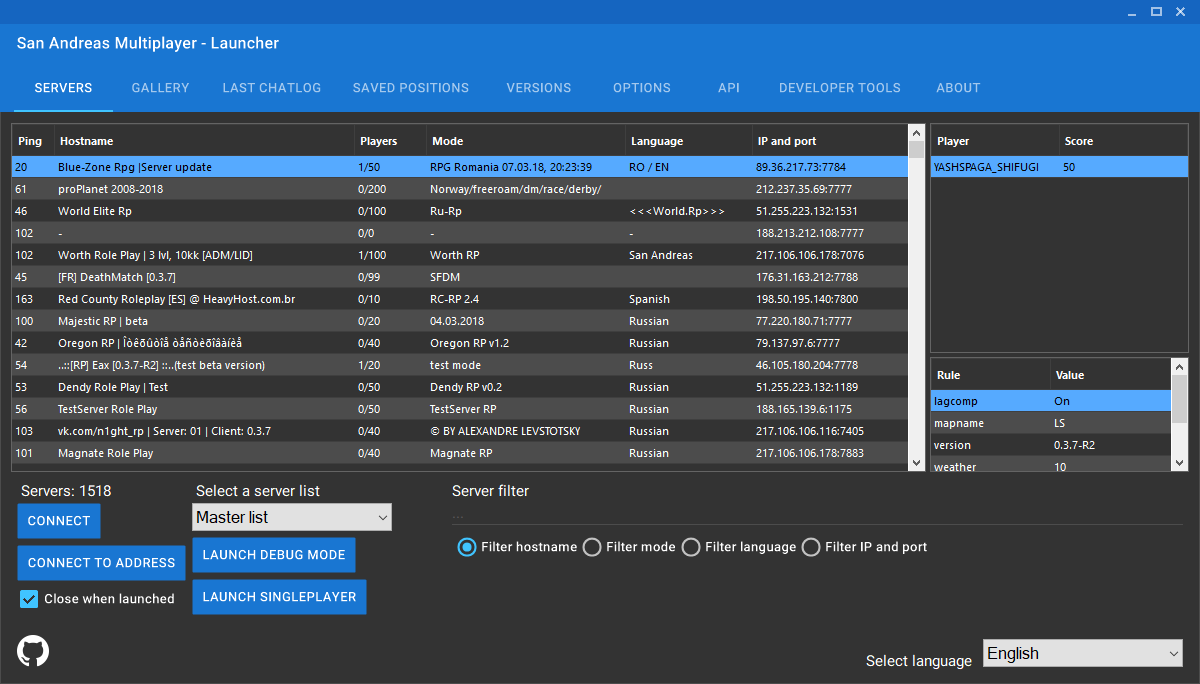 San Andreas Multiplayer - Launcher
SERVERS GALLERY LAST CHATLOG SAVED POSITIONS VERSIONS OPTIONS API DEVELOPER TOOLS ABOUT
Ping Hostname Players Mode Language IP and port
20 Blue-Zone Rpg |Server update 1/50 RPG Romania 07.03.18, 20:23:39 RO / EN 89.36.217.73:7784
61 proPlanet 2008-2018 0/200 Norway/freeroam/dm/race/derby/ 212.237.35.69:7777
46 World Elite Rp 0/100 Ru-Rp <<<World.Rp>>> 51.255.223.132:1531
102 - 0/0 - - 188.213.212.108:7777
102 Worth Role Play | 3 lvl, 10kk [ADM/LID] 1/100 Worth RP San Andreas 217.106.106.178:7076
45 [FR] DeathMatch [0.3.7] 0/99 SFDM 176.31.163.212:7788
163 Red County Roleplay [ES] @ HeavyHost.com.br 0/10 RC-RP 2.4 Spanish 198.50.195.140:7800
100 Majestic RP | beta 0/20 04.03.2018 Russian 77.220.180.71:7777
42 Oregon RP | Îòêðûòîå òåñòèðîâàíèå 0/40 Oregon RP v1.2 Russian 79.137.97.6:7777
54 ..::[RP] Eax [0.3.7-R2] ::..(test beta version) 1/20 test mode Russ 46.105.180.204:7778
53 Dendy Role Play | Test 0/50 Dendy RP v0.2 Russian 51.255.223.132:1189
56 TestServer Role Play 0/50 TestServer RP Russian 188.165.139.6:1175
103 vk.com/n1ght_rp | Server: 01 | Client: 0.3.7 0/40 © BY ALEXANDRE LEVSTOTSKY Russian 217.106.106.116:7405
101 Magnate Role Play 0/40 Magnate RP Russian 217.106.106.178:7883
Player Score
YASHSPAGA_SHIFUGI 50
Rule Value
lagcomp On
mapname LS
version 0.3.7-R2
weather 10
Servers: 1518
CONNECT
CONNECT TO ADDRESS
Close when launched
Select a server list
Master list
LAUNCH DEBUG MODE
LAUNCH SINGLEPLAYER
Server filter
...
Filter hostname Filter mode Filter language Filter IP and port
Select language English